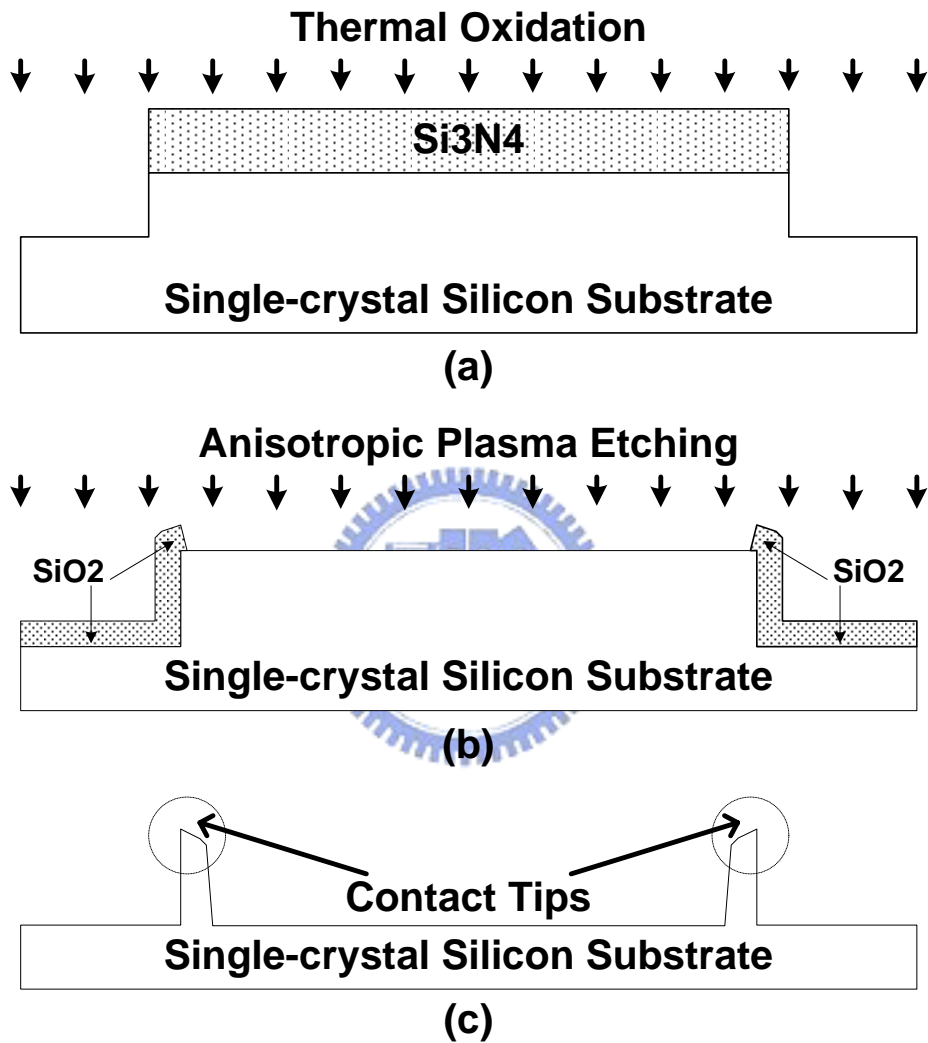 Thermal Oxidation
Si3N4
Single-crystal Silicon Substrate
(a)
Anisotropic Plasma Etching
SiO2 SiO2
Single-crystal Silicon Substrate
(b)
Contact Tips
Single-crystal Silicon Substrate
(c)